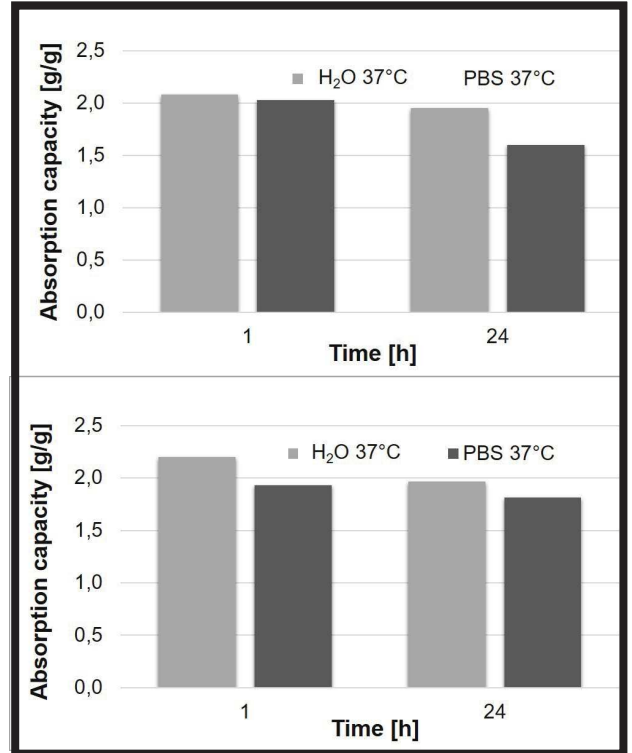 Absorption capacity [g/g]
2,5
2,0
1,5
1,0
0,5
0,0
H₂O 37°C PBS 37°C
1 24
Time [h]
Absorption capacity [g/g]
2,5
2,0
1,5
1,0
0,5
0,0
H₂O 37°C PBS 37°C
1 24
Time [h]